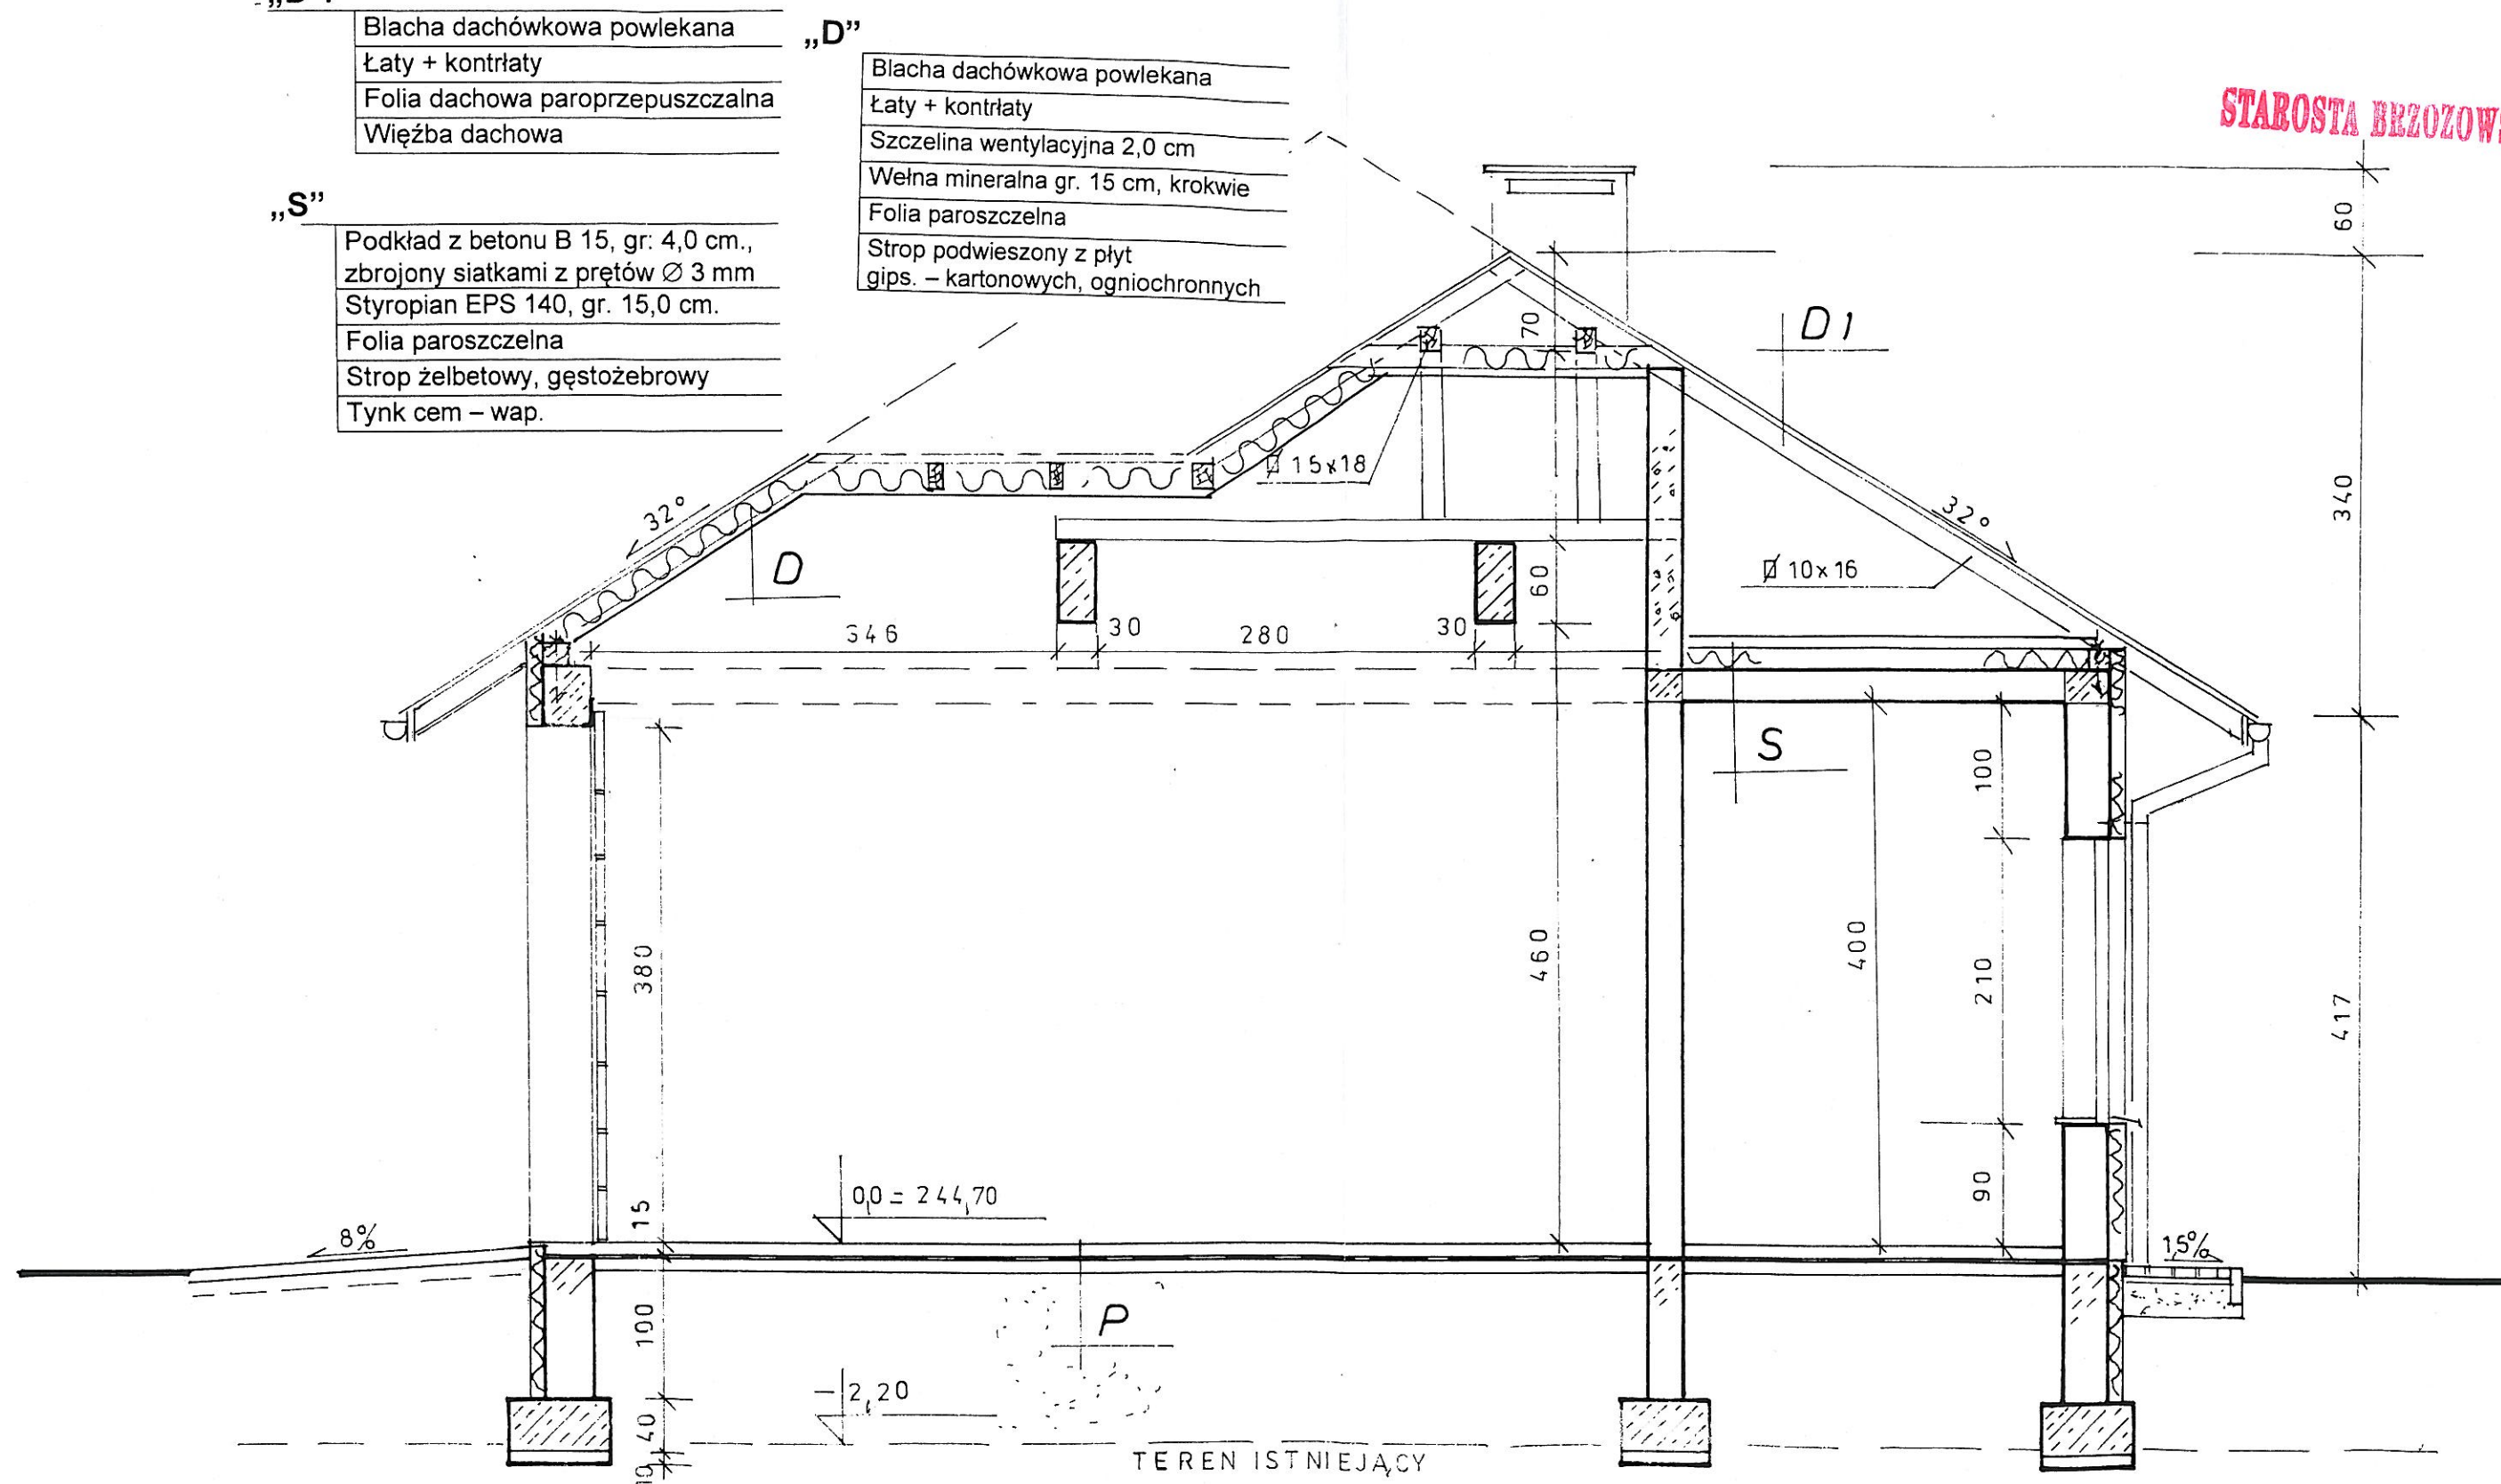 Blacha dachówkowa powlekana
Łaty + kontrłaty
Folia dachowa paroprzepuszczalna
Więźba dachowa
„D”
Blacha dachówkowa powlekana
Łaty + kontrłaty
Szczelina wentylacyjna 2,0 cm
Wełna mineralna gr. 15 cm, krokwie
Folia paroszczelna
Strop podwieszony z płyt
gips. – kartonowych, ogniochronnych
STAROSTA BRZOZOWS
„S”
Podkład z betonu B 15, gr: 4,0 cm.,
zbrojony siatkami z prętów ∅ 3 mm
Styropian EPS 140, gr. 15,0 cm.
Folia paroszczelna
Strop żelbetowy, gęstożebrowy
Tynk cem – wap.
60
70
D1
15x18
32°
D
32°
340
10x16
60
346
30
280
30
S
100
380
460
400
210
417
0,0 = 244,70
15
90
8%
1,5%
100
P
-2,20
40
10
TEREN ISTNIEJĄCY